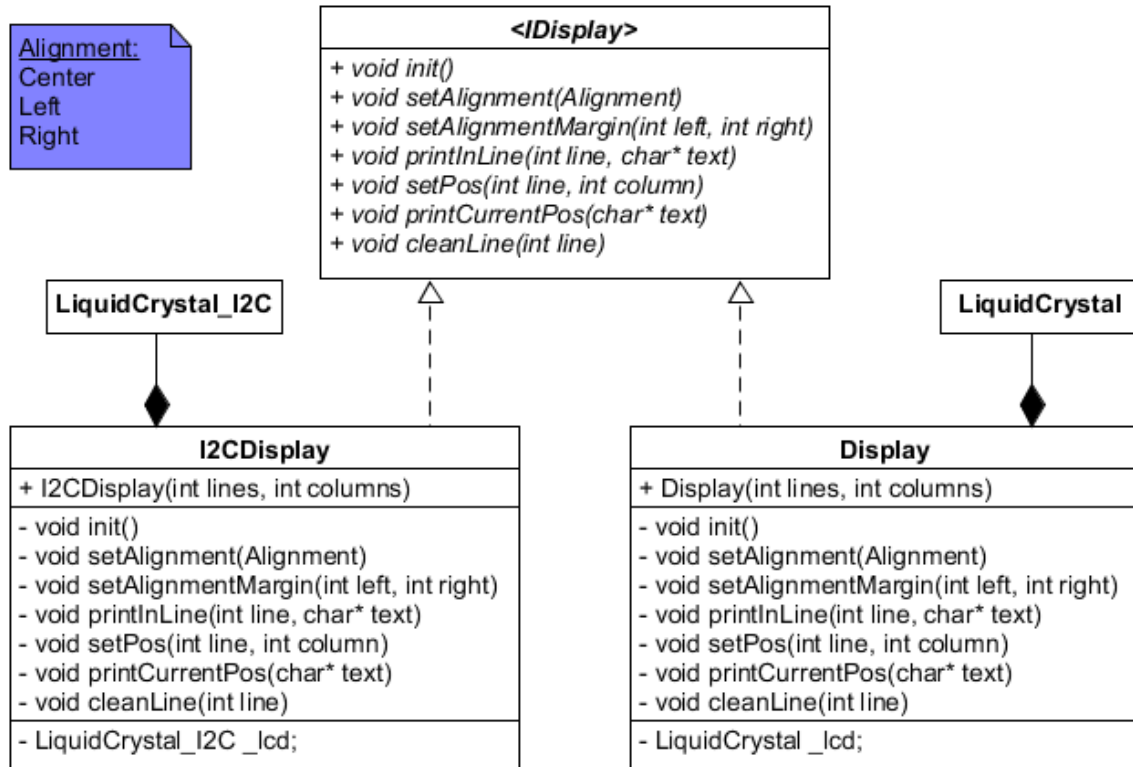 Alignment:
Center
Left
Right
<IDisplay>
+ void init()
+ void setAlignment(Alignment)
+ void setAlignmentMargin(int left, int right)
+ void printInLine(int line, char* text)
+ void setPos(int line, int column)
+ void printCurrentPos(char* text)
+ void cleanLine(int line)
LiquidCrystal_I2C
LiquidCrystal
I2CDisplay
+ I2CDisplay(int lines, int columns)
- void init()
- void setAlignment(Alignment)
- void setAlignmentMargin(int left, int right)
- void printInLine(int line, char* text)
- void setPos(int line, int column)
- void printCurrentPos(char* text)
- void cleanLine(int line)
- LiquidCrystal_I2C _lcd;
Display
+ Display(int lines, int columns)
- void init()
- void setAlignment(Alignment)
- void setAlignmentMargin(int left, int right)
- void printInLine(int line, char* text)
- void setPos(int line, int column)
- void printCurrentPos(char* text)
- void cleanLine(int line)
- LiquidCrystal _lcd;